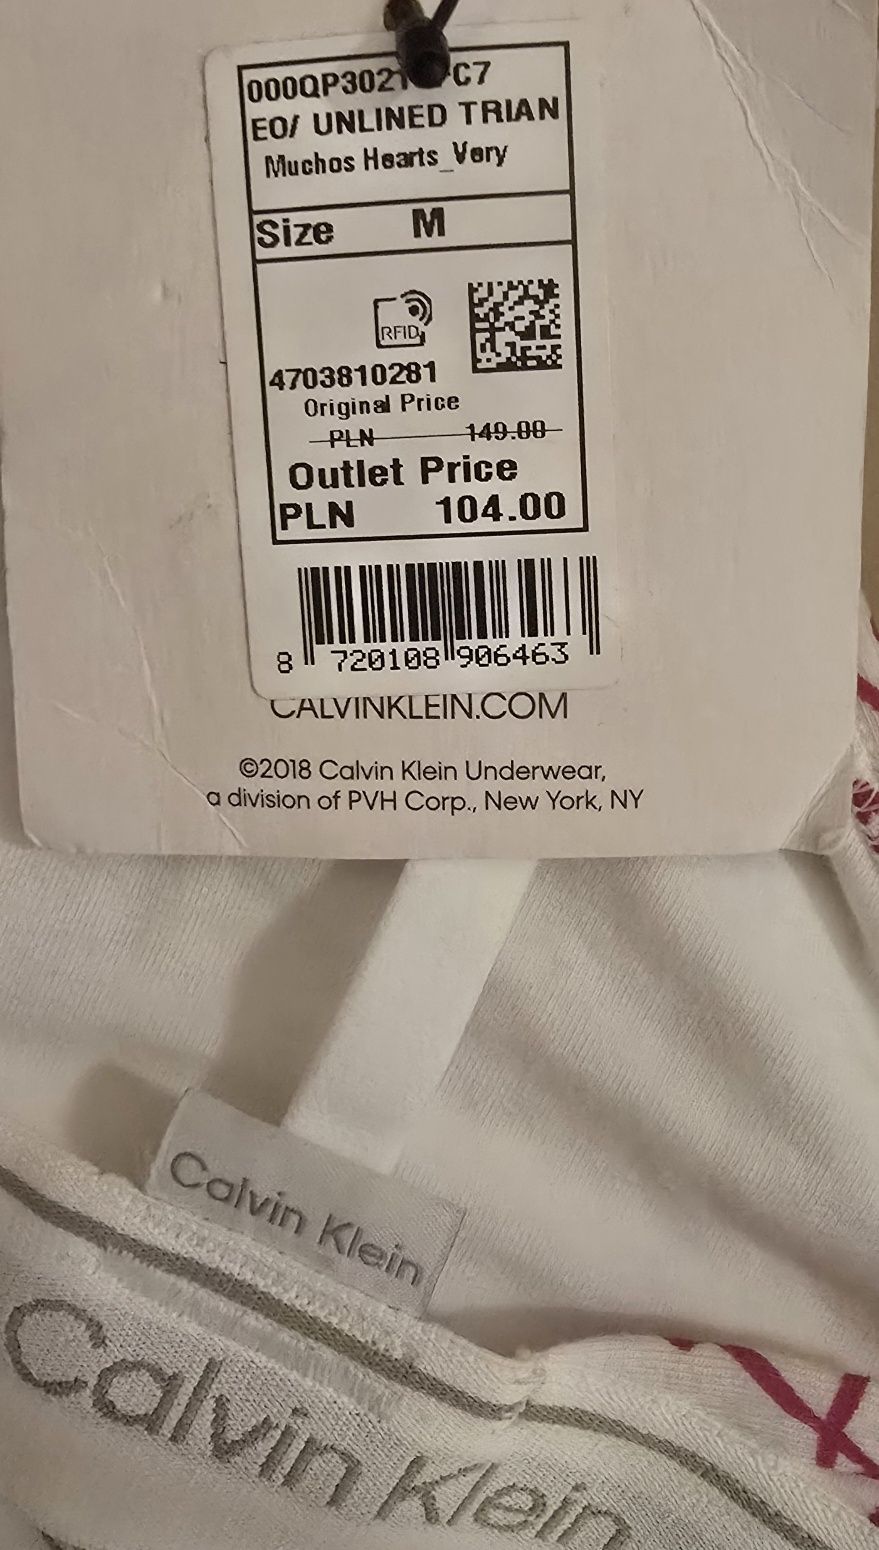 EO/ UNLINED TRIAN
Muchos Hearts_Very
Size M
RFID
4703810281
Original Price
PLN 149.00
Outlet Price
PLN 104.00
8 720108 906463
CALVINKLEIN.COM
©2018 Calvin Klein Underwear,
a division of PVH Corp., New York, NY
Calvin Klein
Calvin Klein